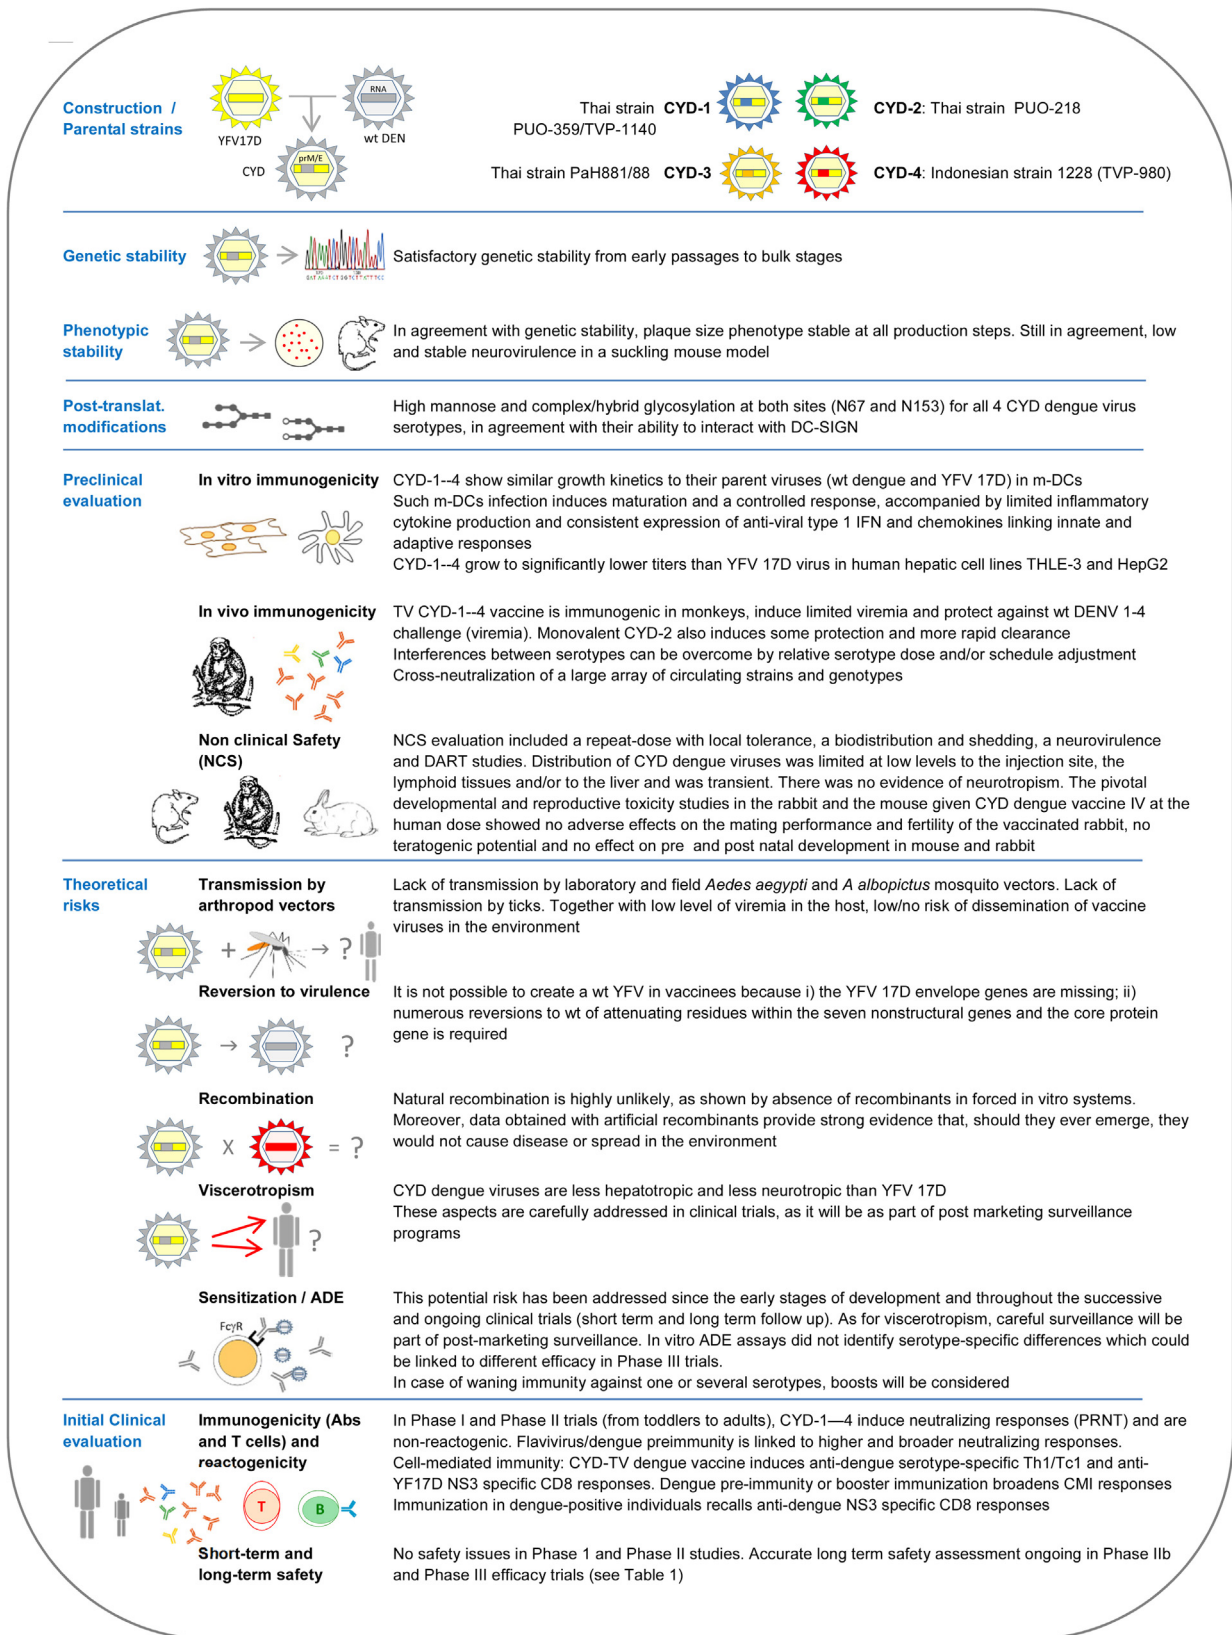 Construction /
Parental strains
YFV17D
RNA
wt DEN
CYD
prM/E
Thai strain CYD-1
PUO-359/TVP-1140
CYD-2: Thai strain PUO-218
Thai strain PaH881/88 CYD-3
CYD-4: Indonesian strain 1228 (TVP-980)
Genetic stability
Satisfactory genetic stability from early passages to bulk stages
Phenotypic
stability
In agreement with genetic stability, plaque size phenotype stable at all production steps. Still in agreement, low
and stable neurovirulence in a suckling mouse model
Post-translat.
modifications
High mannose and complex/hybrid glycosylation at both sites (N67 and N153) for all 4 CYD dengue virus
serotypes, in agreement with their ability to interact with DC-SIGN
Preclinical
evaluation
In vitro immunogenicity
CYD-1--4 show similar growth kinetics to their parent viruses (wt dengue and YFV 17D) in m-DCs
Such m-DCs infection induces maturation and a controlled response, accompanied by limited inflammatory
cytokine production and consistent expression of anti-viral type 1 IFN and chemokines linking innate and
adaptive responses
CYD-1--4 grow to significantly lower titers than YFV 17D virus in human hepatic cell lines THLE-3 and HepG2
In vivo immunogenicity
TV CYD-1--4 vaccine is immunogenic in monkeys, induce limited viremia and protect against wt DENV 1-4
challenge (viremia). Monovalent CYD-2 also induces some protection and more rapid clearance
Interferences between serotypes can be overcome by relative serotype dose and/or schedule adjustment
Cross-neutralization of a large array of circulating strains and genotypes
Non clinical Safety
(NCS)
NCS evaluation included a repeat-dose with local tolerance, a biodistribution and shedding, a neurovirulence
and DART studies. Distribution of CYD dengue viruses was limited at low levels to the injection site, the
lymphoid tissues and/or to the liver and was transient. There was no evidence of neurotropism. The pivotal
developmental and reproductive toxicity studies in the rabbit and the mouse given CYD dengue vaccine IV at the
human dose showed no adverse effects on the mating performance and fertility of the vaccinated rabbit, no
teratogenic potential and no effect on pre and post natal development in mouse and rabbit
Theoretical
risks
Transmission by
arthropod vectors
Lack of transmission by laboratory and field Aedes aegypti and A albopictus mosquito vectors. Lack of
transmission by ticks. Together with low level of viremia in the host, low/no risk of dissemination of vaccine
viruses in the environment
+ → ?
Reversion to virulence
It is not possible to create a wt YFV in vaccinees because i) the YFV 17D envelope genes are missing; ii)
numerous reversions to wt of attenuating residues within the seven nonstructural genes and the core protein
gene is required
→ ?
Recombination
Natural recombination is highly unlikely, as shown by absence of recombinants in forced in vitro systems.
Moreover, data obtained with artificial recombinants provide strong evidence that, should they ever emerge, they
would not cause disease or spread in the environment
X = ?
Viscerotropism
CYD dengue viruses are less hepatotropic and less neurotropic than YFV 17D
These aspects are carefully addressed in clinical trials, as it will be as part of post marketing surveillance
programs
?
Sensitization / ADE
FcγR
This potential risk has been addressed since the early stages of development and throughout the successive
and ongoing clinical trials (short term and long term follow up). As for viscerotropism, careful surveillance will be
part of post-marketing surveillance. In vitro ADE assays did not identify serotype-specific differences which could
be linked to different efficacy in Phase III trials.
In case of waning immunity against one or several serotypes, boosts will be considered
Initial Clinical
evaluation
Immunogenicity (Abs
and T cells) and
reactogenicity
T
B
In Phase I and Phase II trials (from toddlers to adults), CYD-1—4 induce neutralizing responses (PRNT) and are
non-reactogenic. Flavivirus/dengue preimmunity is linked to higher and broader neutralizing responses.
Cell-mediated immunity: CYD-TV dengue vaccine induces anti-dengue serotype-specific Th1/Tc1 and anti-
YF17D NS3 specific CD8 responses. Dengue pre-immunity or booster immunization broadens CMI responses
Immunization in dengue-positive individuals recalls anti-dengue NS3 specific CD8 responses
Short-term and
long-term safety
No safety issues in Phase 1 and Phase II studies. Accurate long term safety assessment ongoing in Phase IIb
and Phase III efficacy trials (see Table 1)